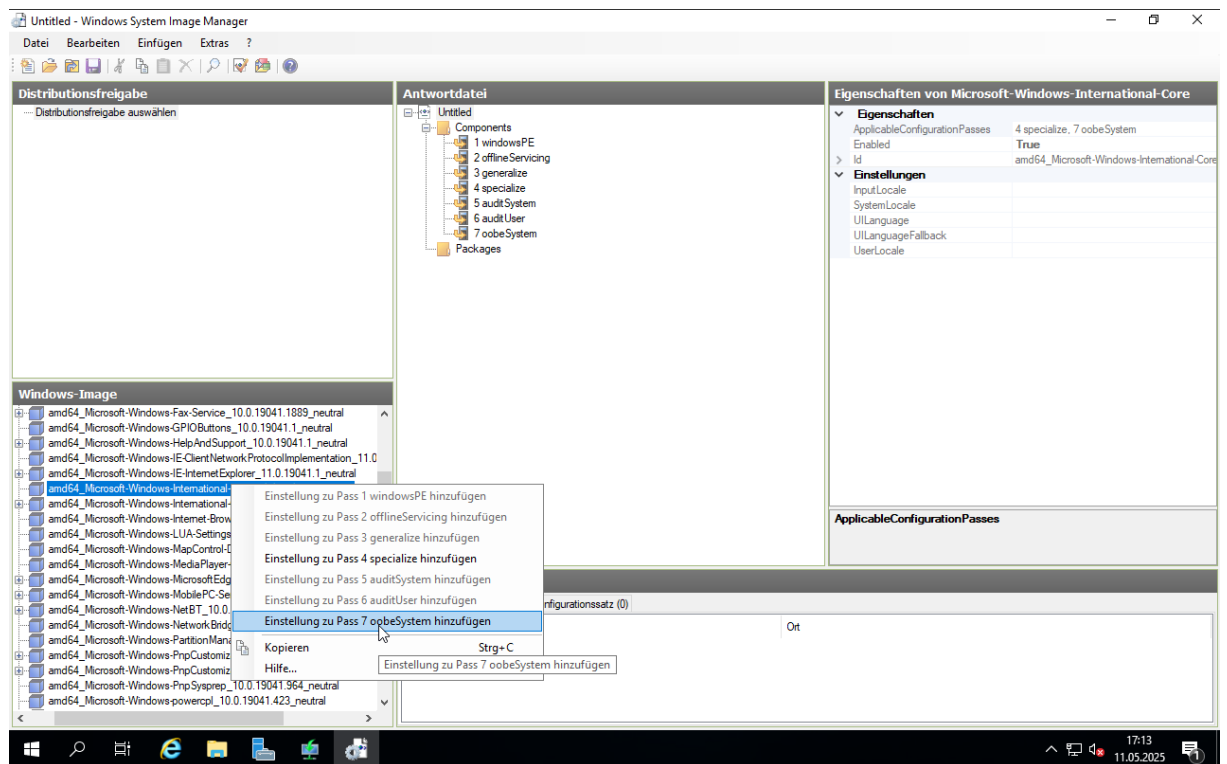 Untitled - Windows System Image Manager
Datei Bearbeiten Einfügen Extras ?
Distributionsfreigabe
Distributionsfreigabe auswählen
Antwortdatei
Untitled
Components
1 windowsPE
2 offlineServicing
3 generalize
4 specialize
5 auditSystem
6 auditUser
7 oobeSystem
Packages
Eigenschaften von Microsoft-Windows-International-Core
Eigenschaften
ApplicableConfigurationPasses 4 specialize, 7 oobeSystem
Enabled True
Id amd64_Microsoft-Windows-International-Core
Einstellungen
InputLocale
SystemLocale
UILanguage
UILanguageFallback
UserLocale
ApplicableConfigurationPasses
Windows-Image
amd64_Microsoft-Windows-Fax-Service_10.0.19041.1889_neutral
amd64_Microsoft-Windows-GPIOButtons_10.0.19041.1_neutral
amd64_Microsoft-Windows-HelpAndSupport_10.0.19041.1_neutral
amd64_Microsoft-Windows-IE-ClientNetworkProtocolImplementation_11.0
amd64_Microsoft-Windows-IE-InternetExplorer_11.0.19041.1_neutral
amd64_Microsoft-Windows-International-
amd64_Microsoft-Windows-International-
amd64_Microsoft-Windows-Internet-Brow
amd64_Microsoft-Windows-LUA-Settings
amd64_Microsoft-Windows-MapControl-D
amd64_Microsoft-Windows-MediaPlayer-
amd64_Microsoft-Windows-MicrosoftEdg
amd64_Microsoft-Windows-MobilePC-Se
amd64_Microsoft-Windows-NetBT_10.0.
amd64_Microsoft-Windows-Network Bridg
amd64_Microsoft-Windows-PartitionMana
amd64_Microsoft-Windows-PnpCustomiz
amd64_Microsoft-Windows-PnpCustomiz
amd64_Microsoft-Windows-PnpSysprep_10.0.19041.964_neutral
amd64_Microsoft-Windows-powercpl_10.0.19041.423_neutral
Einstellung zu Pass 1 windowsPE hinzufügen
Einstellung zu Pass 2 offlineServicing hinzufügen
Einstellung zu Pass 3 generalize hinzufügen
Einstellung zu Pass 4 specialize hinzufügen
Einstellung zu Pass 5 auditSystem hinzufügen
Einstellung zu Pass 6 auditUser hinzufügen
Einstellung zu Pass 7 oobeSystem hinzufügen
Kopieren Strg+C
Hilfe...
Einstellung zu Pass 7 oobeSystem hinzufügen
nfigurationssatz (0)
Ort
17:13
11.05.2025
1